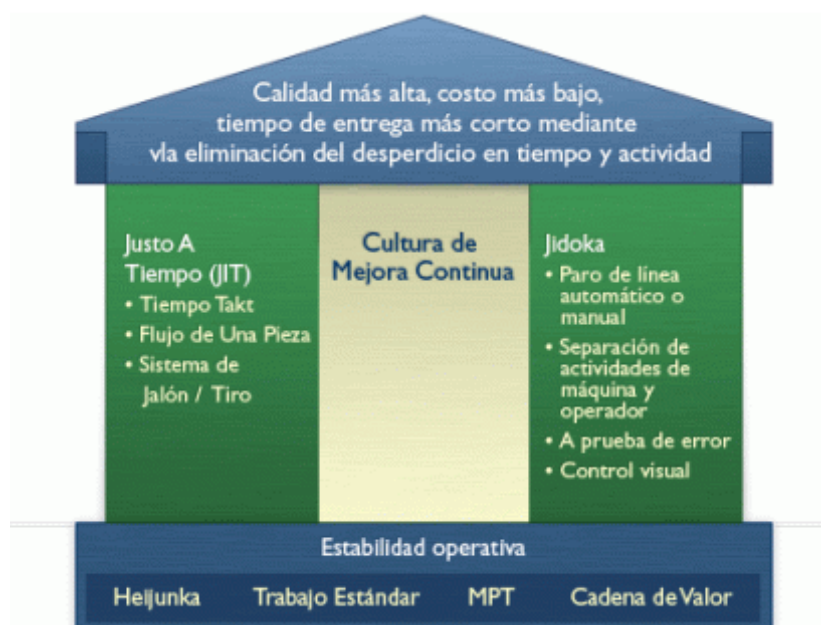 Calidad más alta, costo más bajo,
tiempo de entrega más corto mediante
vla eliminación del desperdicio en tiempo y actividad
Justo A
Tiempo (JIT)
• Tiempo Takt
• Flujo de Una Pieza
• Sistema de
Jalón / Tiro
Cultura de
Mejora Continua
Jidoka
• Paro de línea
automático o
manual
• Separación de
actividades de
máquina y
operador
• A prueba de error
• Control visual
Estabilidad operativa
Heijunka Trabajo Estándar MPT Cadena de Valor